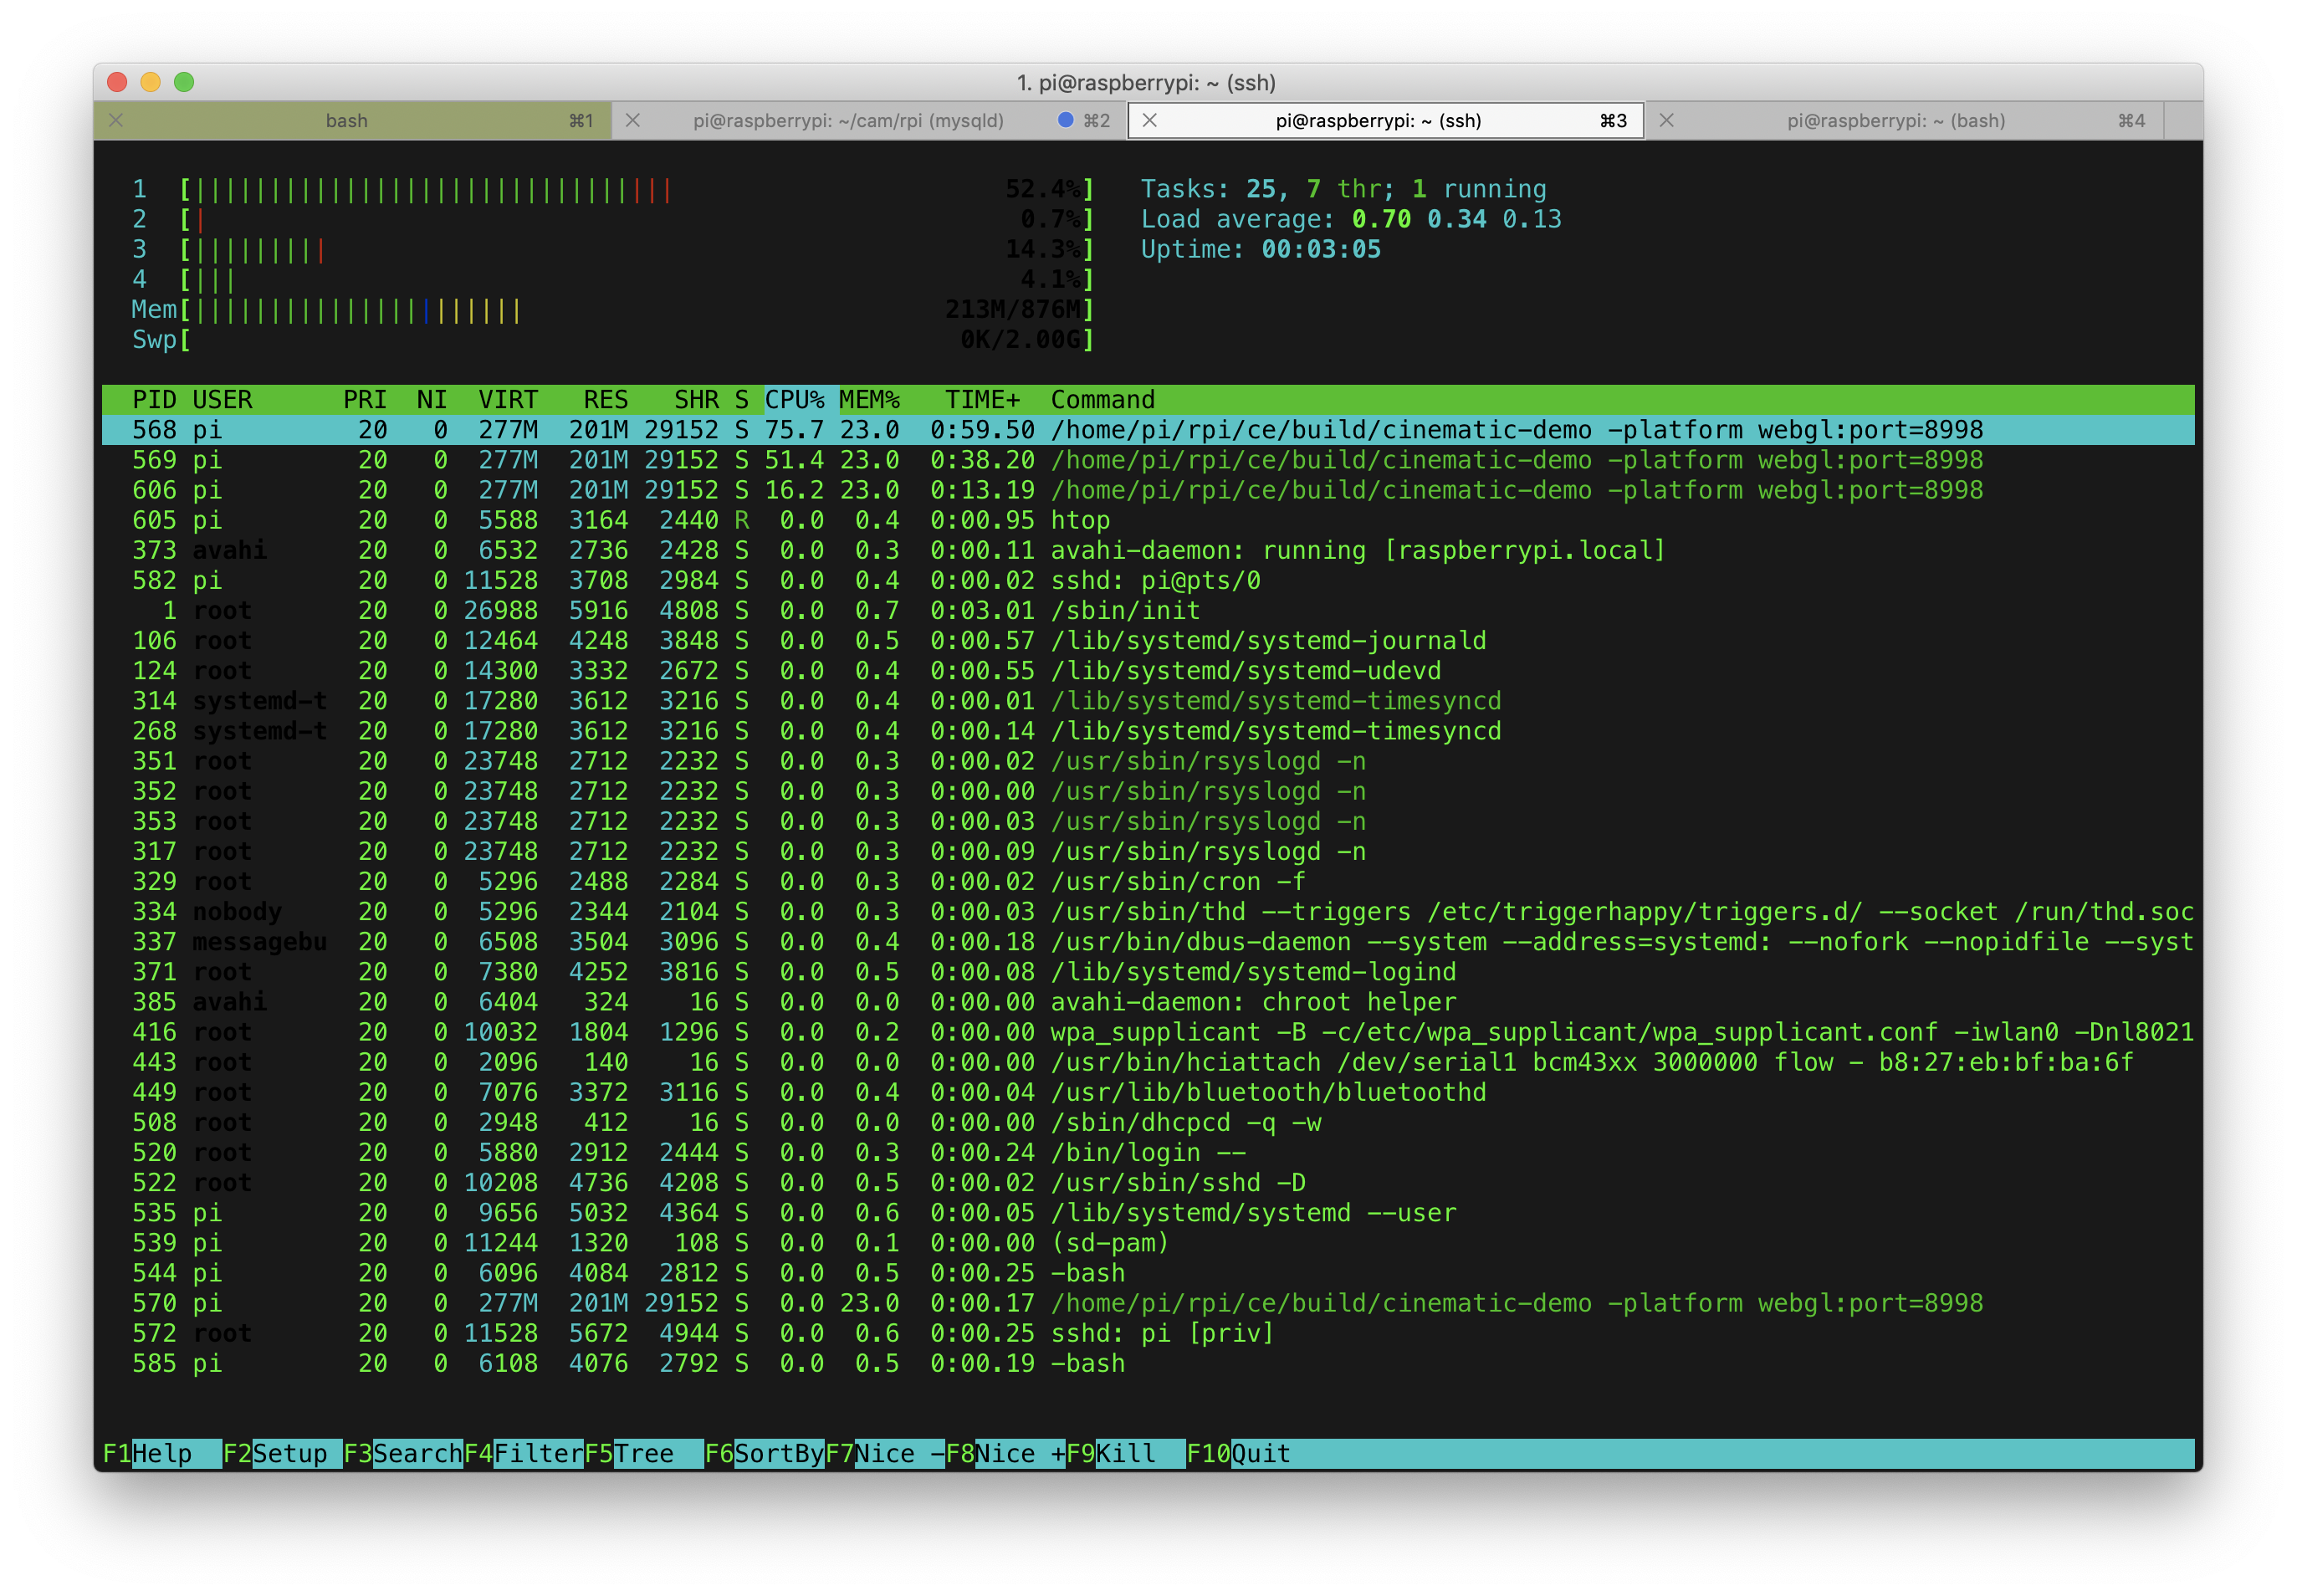 1. pi@raspberrypi: ~ (ssh)
bash ⌘1 pi@raspberrypi: ~/cam/rpi (mysqld) ⌘2 pi@raspberrypi: ~ (ssh) ⌘3 pi@raspberrypi: ~ (bash) ⌘4
1 [|||||||||||||||||||||||||||||||| 52.4%] Tasks: 25, 7 thr; 1 running
2 [| 0.7%] Load average: 0.70 0.34 0.13
3 [||||||||| 14.3%] Uptime: 00:03:05
4 [||| 4.1%]
Mem[|||||||||||||||||||||| 213M/876M]
Swp[ 0K/2.00G]
PID USER PRI NI VIRT RES SHR S CPU% MEM% TIME+ Command
568 pi 20 0 277M 201M 29152 S 75.7 23.0 0:59.50 /home/pi/rpi/ce/build/cinematic-demo -platform webgl:port=8998
569 pi 20 0 277M 201M 29152 S 51.4 23.0 0:38.20 /home/pi/rpi/ce/build/cinematic-demo -platform webgl:port=8998
606 pi 20 0 277M 201M 29152 S 16.2 23.0 0:13.19 /home/pi/rpi/ce/build/cinematic-demo -platform webgl:port=8998
605 pi 20 0 5588 3164 2440 R 0.0 0.4 0:00.95 htop
373 avahi 20 0 6532 2736 2428 S 0.0 0.3 0:00.11 avahi-daemon: running [raspberrypi.local]
582 pi 20 0 11528 3708 2984 S 0.0 0.4 0:00.02 sshd: pi@pts/0
1 root 20 0 26988 5916 4808 S 0.0 0.7 0:03.01 /sbin/init
106 root 20 0 12464 4248 3848 S 0.0 0.5 0:00.57 /lib/systemd/systemd-journald
124 root 20 0 14300 3332 2672 S 0.0 0.4 0:00.55 /lib/systemd/systemd-udevd
314 systemd-t 20 0 17280 3612 3216 S 0.0 0.4 0:00.01 /lib/systemd/systemd-timesyncd
268 systemd-t 20 0 17280 3612 3216 S 0.0 0.4 0:00.14 /lib/systemd/systemd-timesyncd
351 root 20 0 23748 2712 2232 S 0.0 0.3 0:00.02 /usr/sbin/rsyslogd -n
352 root 20 0 23748 2712 2232 S 0.0 0.3 0:00.00 /usr/sbin/rsyslogd -n
353 root 20 0 23748 2712 2232 S 0.0 0.3 0:00.03 /usr/sbin/rsyslogd -n
317 root 20 0 23748 2712 2232 S 0.0 0.3 0:00.09 /usr/sbin/rsyslogd -n
329 root 20 0 5296 2488 2284 S 0.0 0.3 0:00.02 /usr/sbin/cron -f
334 nobody 20 0 5296 2344 2104 S 0.0 0.3 0:00.03 /usr/sbin/thd --triggers /etc/triggerhappy/triggers.d/ --socket /run/thd.soc
337 messagebu 20 0 6508 3504 3096 S 0.0 0.4 0:00.18 /usr/bin/dbus-daemon --system --address=systemd: --nofork --nopidfile --syst
371 root 20 0 7380 4252 3816 S 0.0 0.5 0:00.08 /lib/systemd/systemd-logind
385 avahi 20 0 6404 324 16 S 0.0 0.0 0:00.00 avahi-daemon: chroot helper
416 root 20 0 10032 1804 1296 S 0.0 0.2 0:00.00 wpa_supplicant -B -c/etc/wpa_supplicant/wpa_supplicant.conf -iwlan0 -Dnl8021
443 root 20 0 2096 140 16 S 0.0 0.0 0:00.00 /usr/bin/hciattach /dev/serial1 bcm43xx 3000000 flow - b8:27:eb:bf:ba:6f
449 root 20 0 7076 3372 3116 S 0.0 0.4 0:00.04 /usr/lib/bluetooth/bluetoothd
508 root 20 0 2948 412 16 S 0.0 0.0 0:00.00 /sbin/dhcpcd -q -w
520 root 20 0 5880 2912 2444 S 0.0 0.3 0:00.24 /bin/login --
522 root 20 0 10208 4736 4208 S 0.0 0.5 0:00.02 /usr/sbin/sshd -D
535 pi 20 0 9656 5032 4364 S 0.0 0.6 0:00.05 /lib/systemd/systemd --user
539 pi 20 0 11244 1320 108 S 0.0 0.1 0:00.00 (sd-pam)
544 pi 20 0 6096 4084 2812 S 0.0 0.5 0:00.25 -bash
570 pi 20 0 277M 201M 29152 S 0.0 23.0 0:00.17 /home/pi/rpi/ce/build/cinematic-demo -platform webgl:port=8998
572 root 20 0 11528 5672 4944 S 0.0 0.6 0:00.25 sshd: pi [priv]
585 pi 20 0 6108 4076 2792 S 0.0 0.5 0:00.19 -bash
F1Help F2Setup F3SearchF4FilterF5Tree F6SortByF7Nice -F8Nice +F9Kill F10Quit